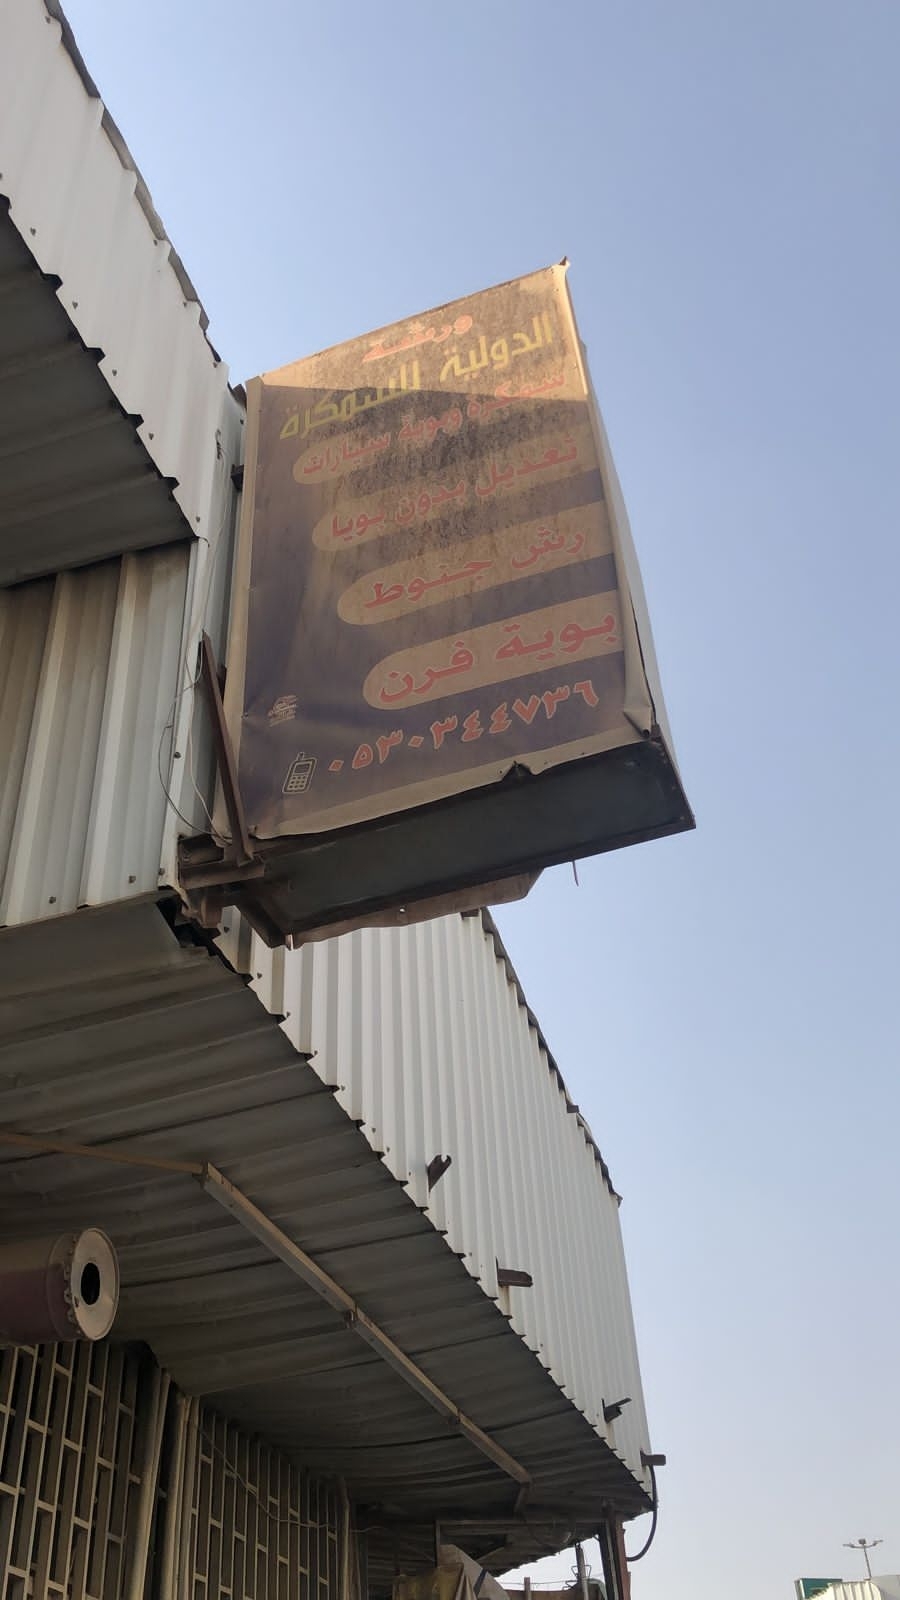 ورشة
الدولية للسمكرة
سمكرة وبوية سيارات
تعديل بدون بويا
رش جنوط
بوية فرن
٠٥٣٠٣٤٤٧٣٦